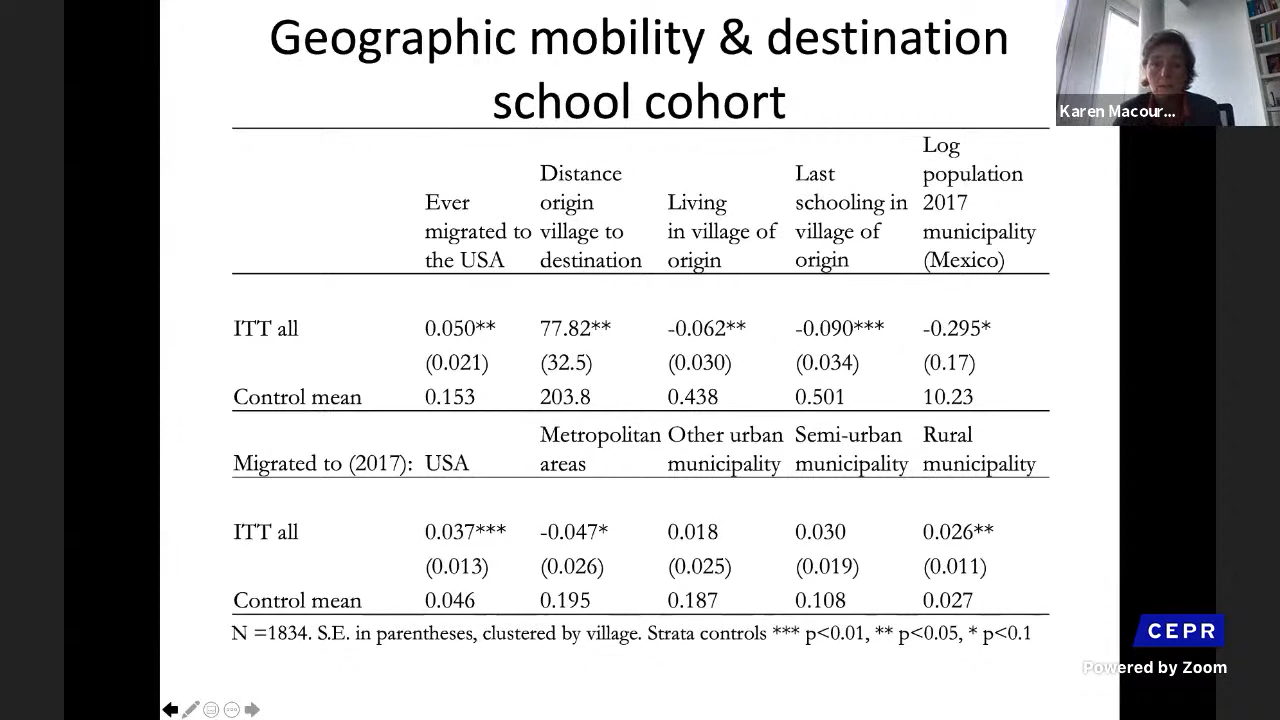 Geographic mobility & destination
school cohort
Karen Macour...
Ever migrated to the USA Distance origin village to destination Living in village of origin Last schooling in village of origin Log population 2017 municipality (Mexico)
ITT all 0.050** 77.82** -0.062** -0.090*** -0.295*
(0.021) (32.5) (0.030) (0.034) (0.17)
Control mean 0.153 203.8 0.438 0.501 10.23
Migrated to (2017): USA Metropolitan areas Other urban municipality Semi-urban municipality Rural municipality
ITT all 0.037*** -0.047* 0.018 0.030 0.026**
(0.013) (0.026) (0.025) (0.019) (0.011)
Control mean 0.046 0.195 0.187 0.108 0.027
N =1834. S.E. in parentheses, clustered by village. Strata controls *** p<0.01, ** p<0.05, * p<0.1
CEPR
Powered by Zoom